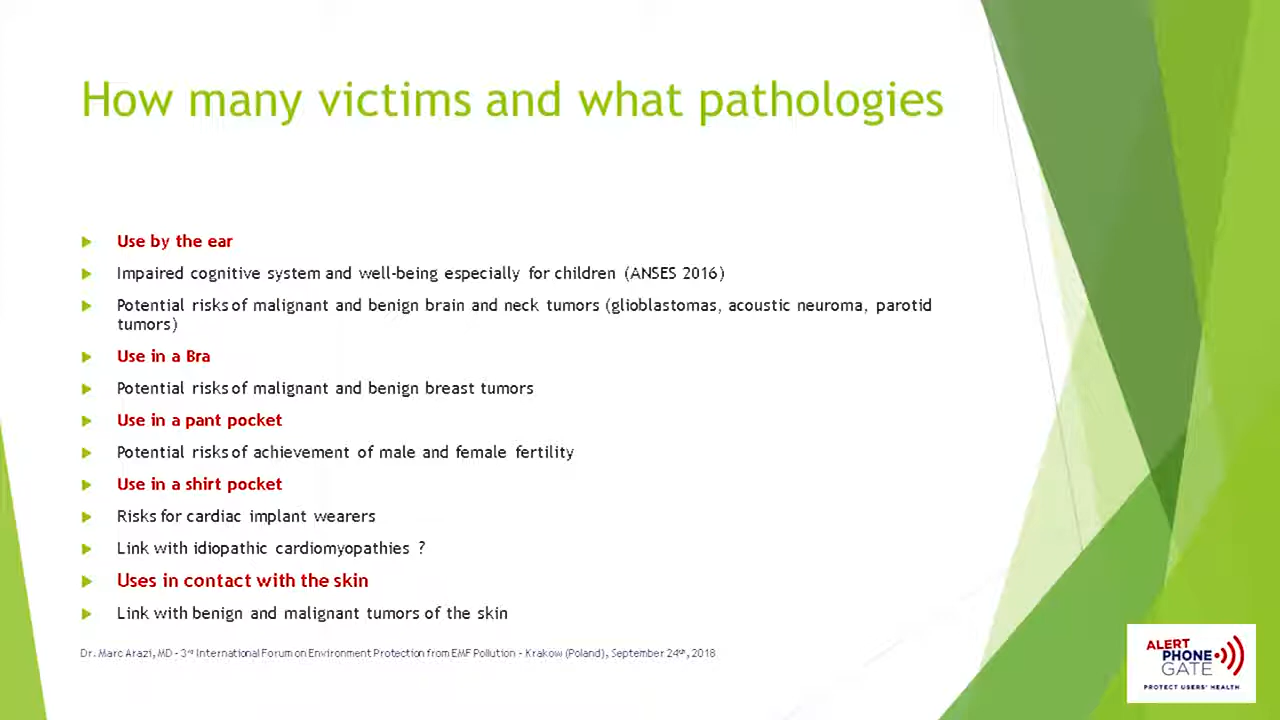 How many victims and what pathologies
Use by the ear
Impaired cognitive system and well-being especially for children (ANSES 2016)
Potential risks of malignant and benign brain and neck tumors (glioblastomas, acoustic neuroma, parotid
tumors)
Use in a Bra
Potential risks of malignant and benign breast tumors
Use in a pant pocket
Potential risks of achievement of male and female fertility
Use in a shirt pocket
Risks for cardiac implant wearers
Link with idiopathic cardiomyopathies ?
Uses in contact with the skin
Link with benign and malignant tumors of the skin
Dr. Marc Arazi, MD - 3rd International Forum on Environment Protection from EMF Pollution - Krakow (Poland), September 24th, 2018
ALERT
PHONE
GATE
PROTECT USERS' HEALTH